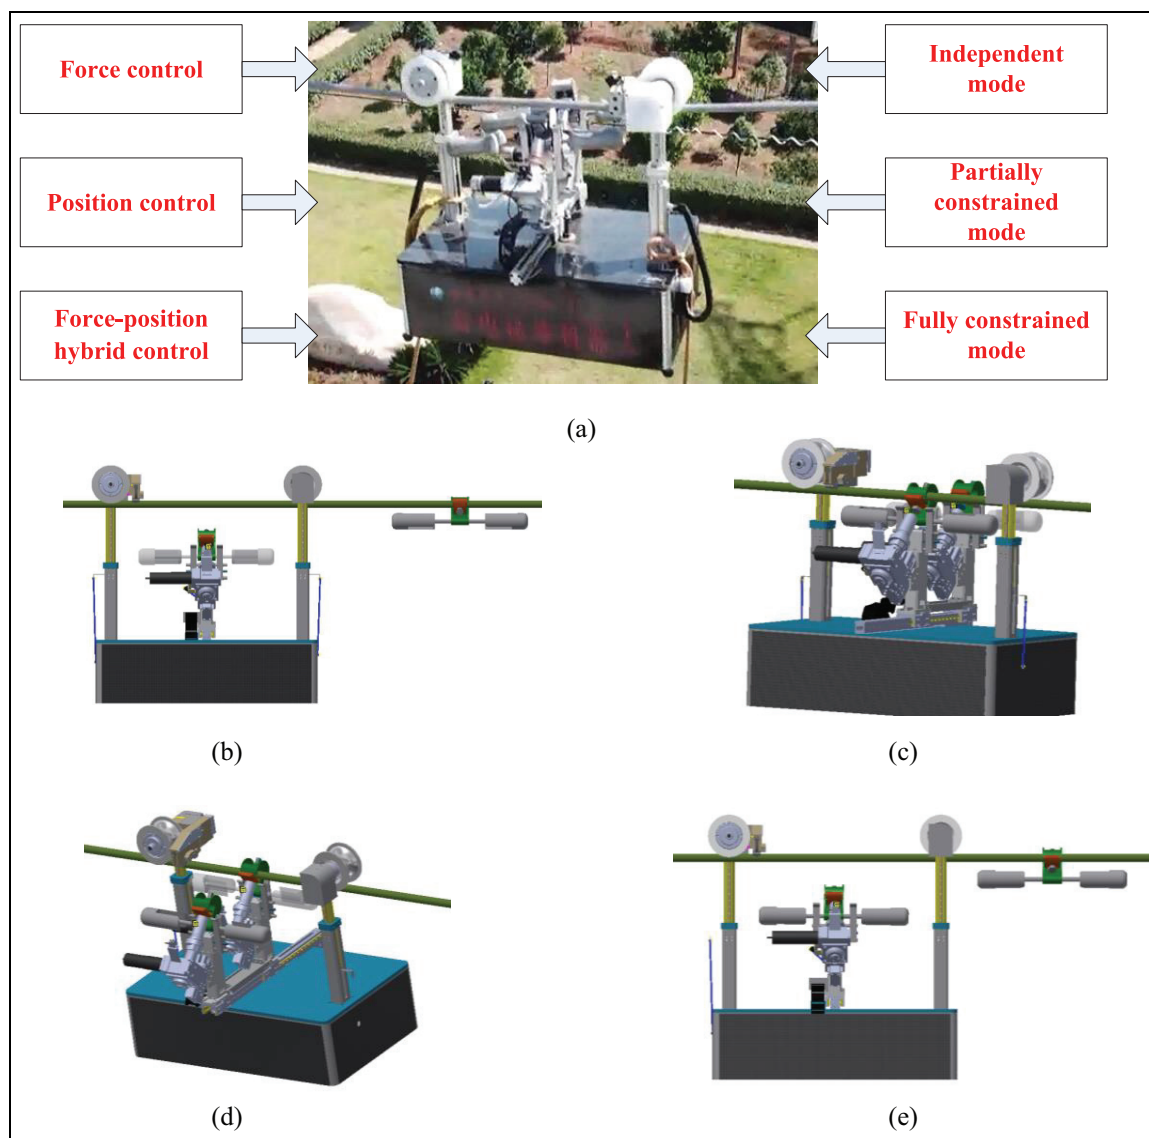 Force control
Independent
mode
Position control
Partially
constrained
mode
Force-position
hybrid control
Fully constrained
mode
(a)
(b)
(c)
(d)
(e)